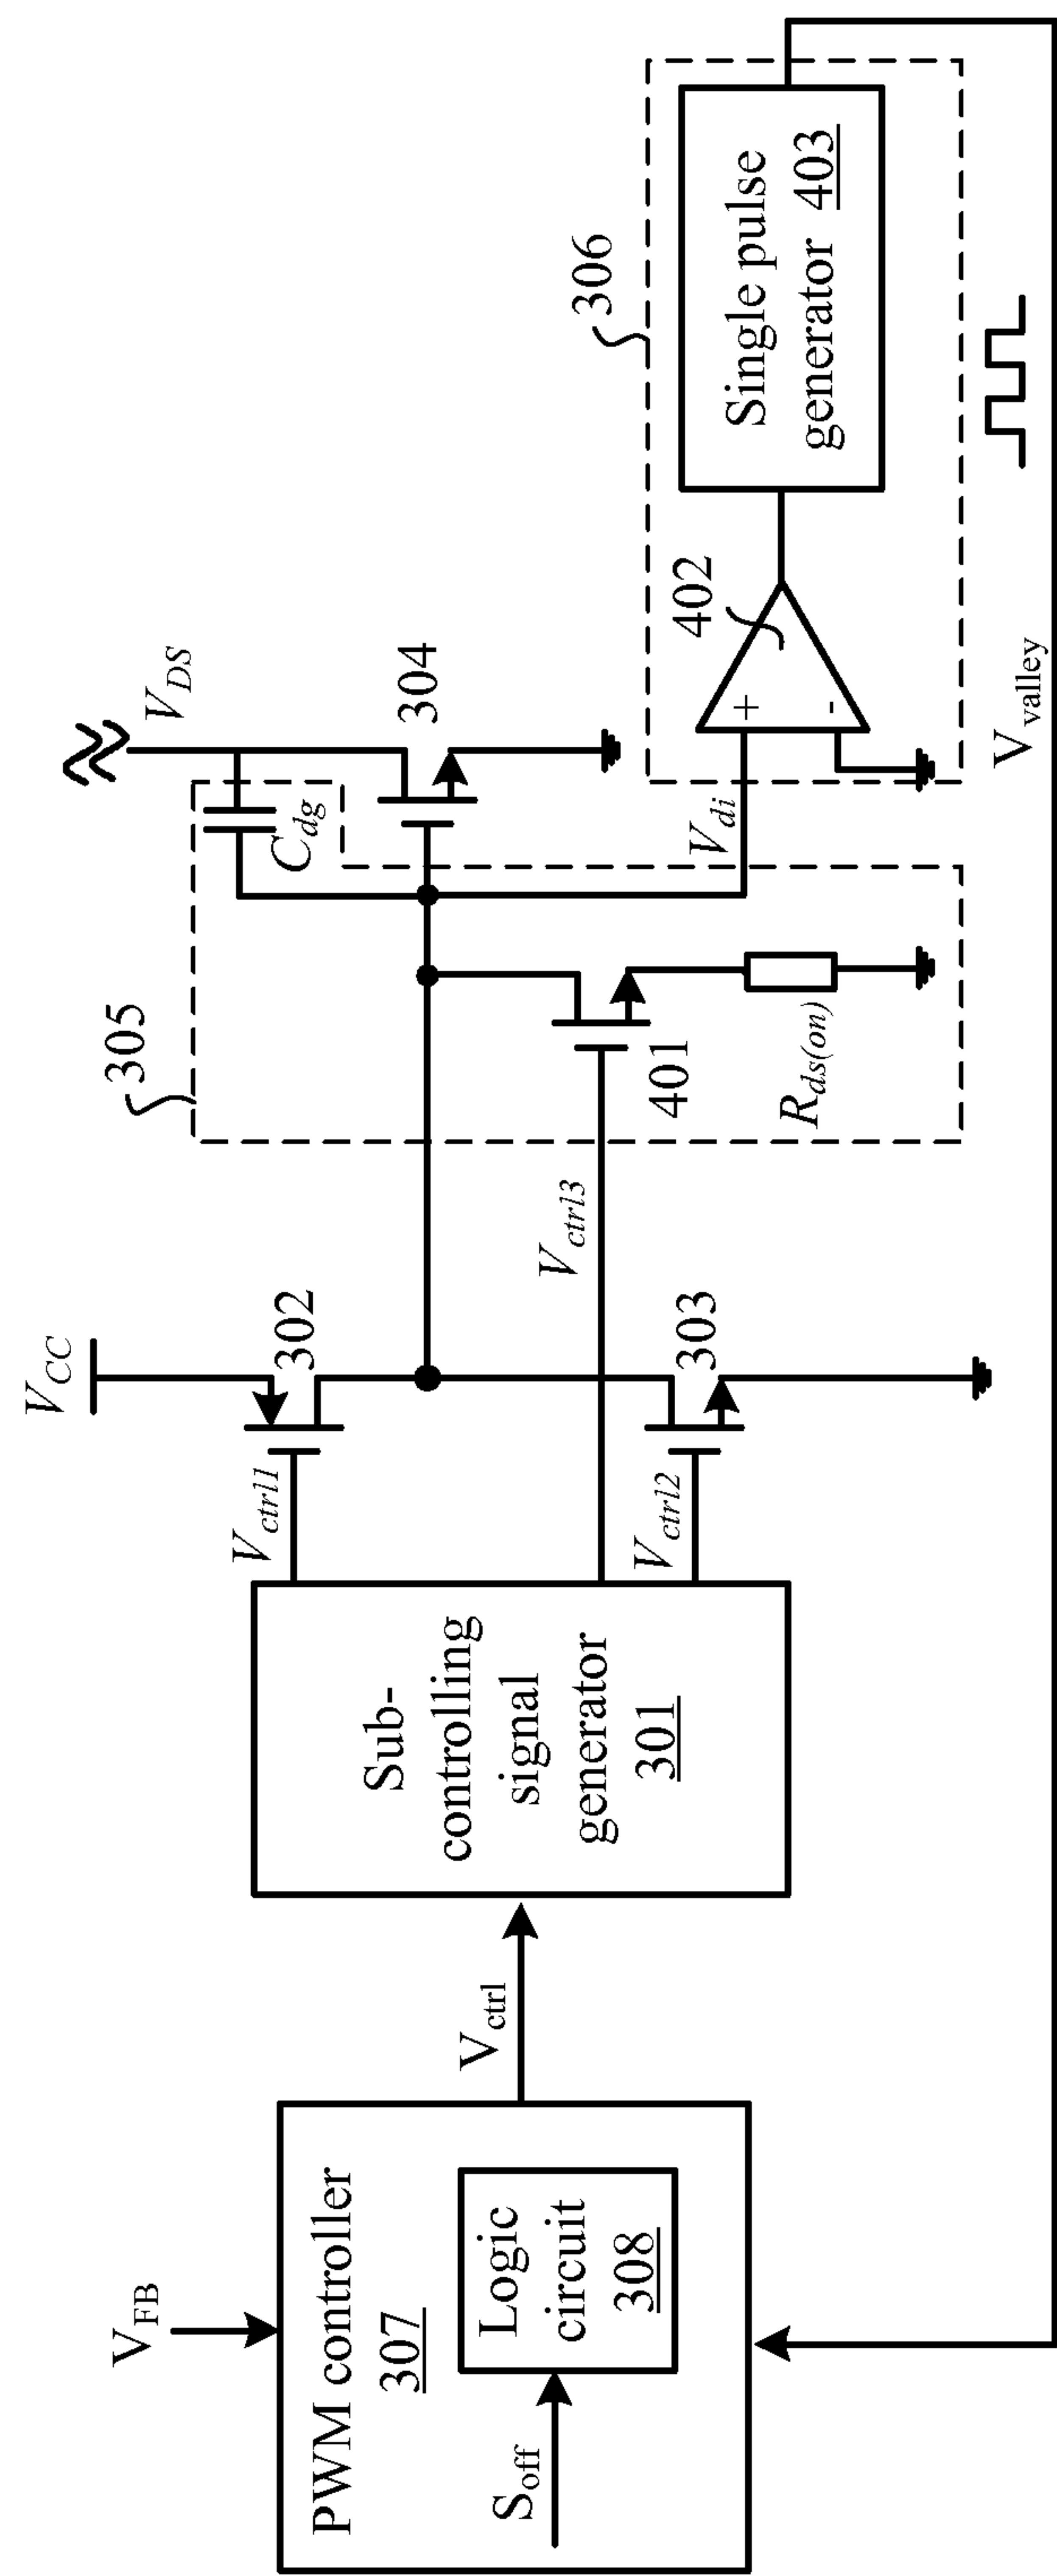 V_FB
PWM controller
307
S_off
Logic
circuit
308
V_ctrl
Sub-
controlling
signal
generator
301
V_CC
V_ctrl1
302
V_ctrl3
V_ctrl2
303
305
C_dg
401
R_ds(on)
V_DS
304
V_di
306
402
+
-
Single pulse
generator 403
V_valley